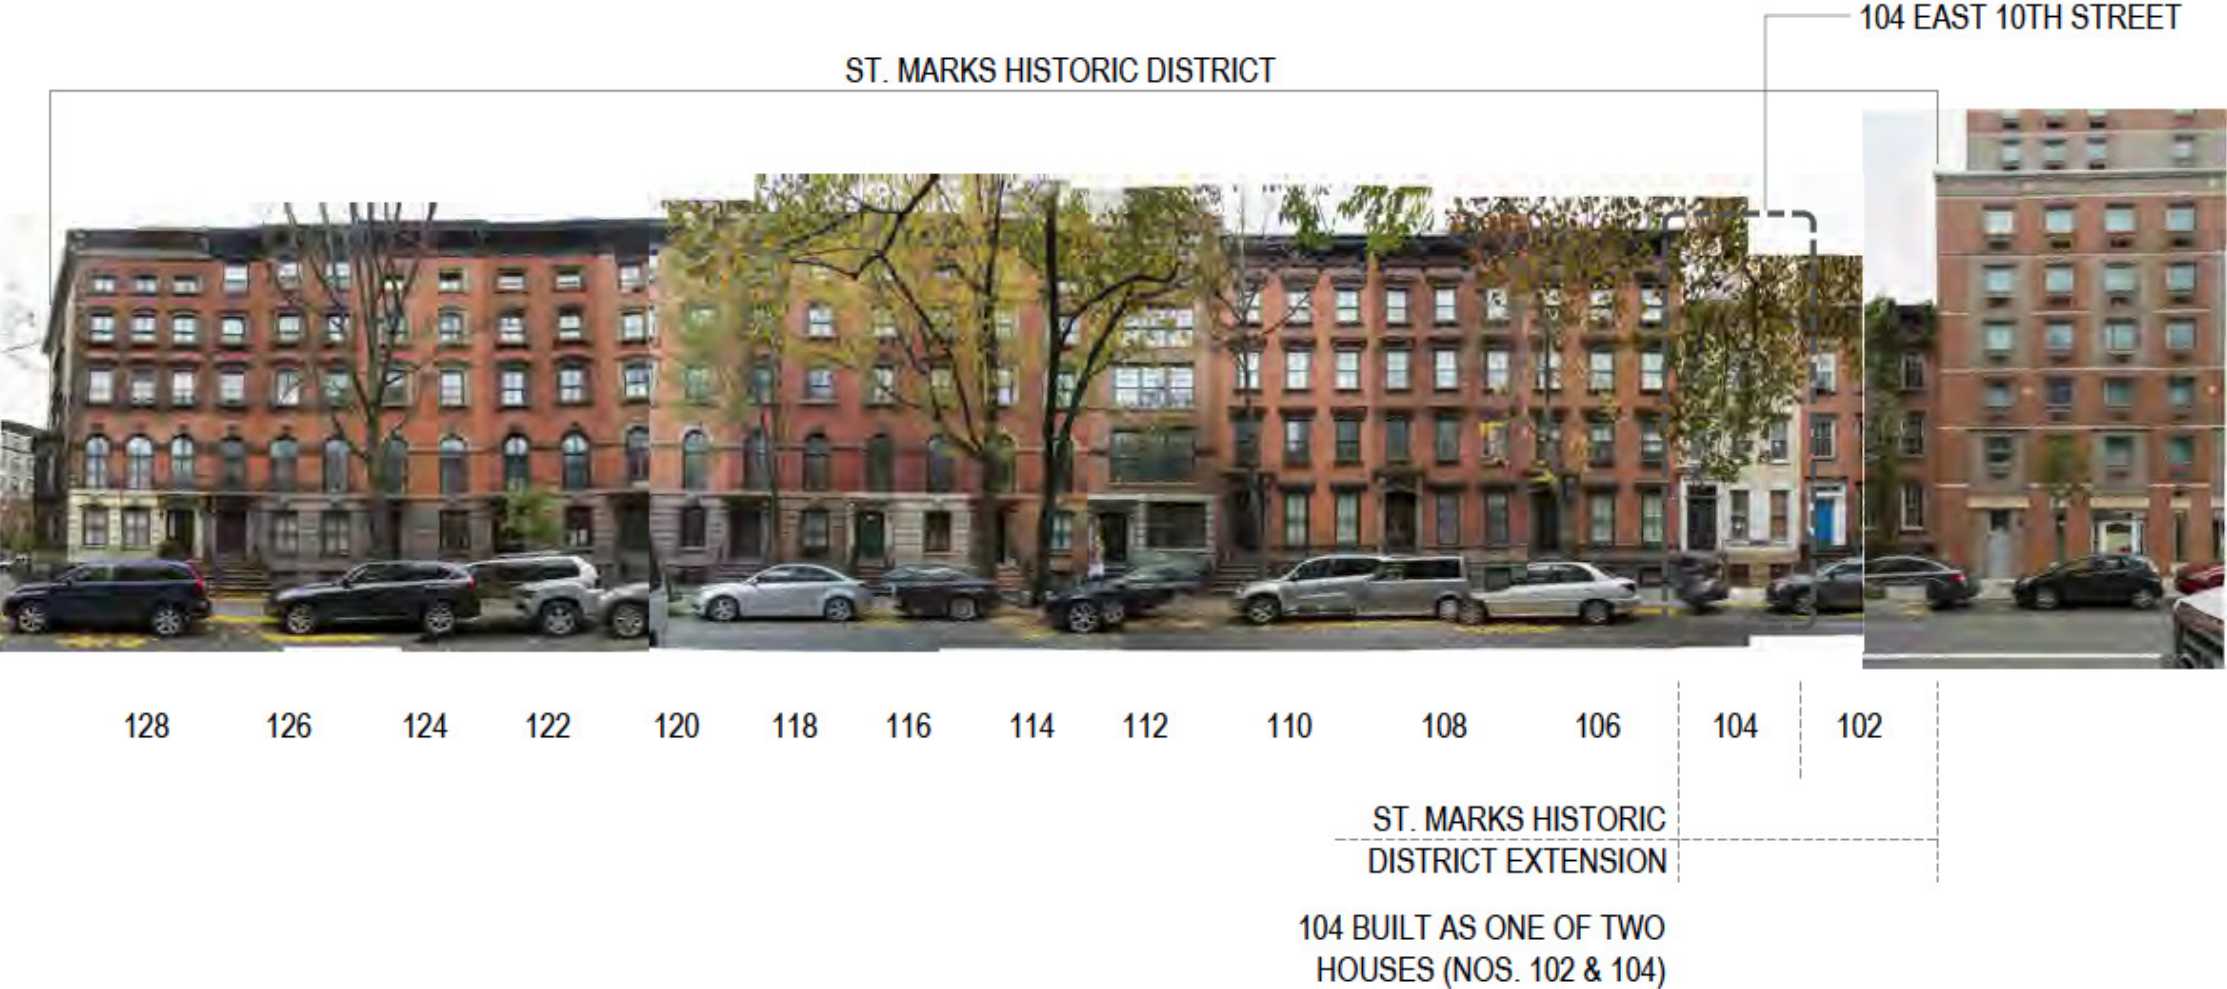 104 EAST 10TH STREET
ST. MARKS HISTORIC DISTRICT
128 126 124 122 120 118 116 114 112 110 108 106 104 102
ST. MARKS HISTORIC
DISTRICT EXTENSION
104 BUILT AS ONE OF TWO
HOUSES (NOS. 102 & 104)